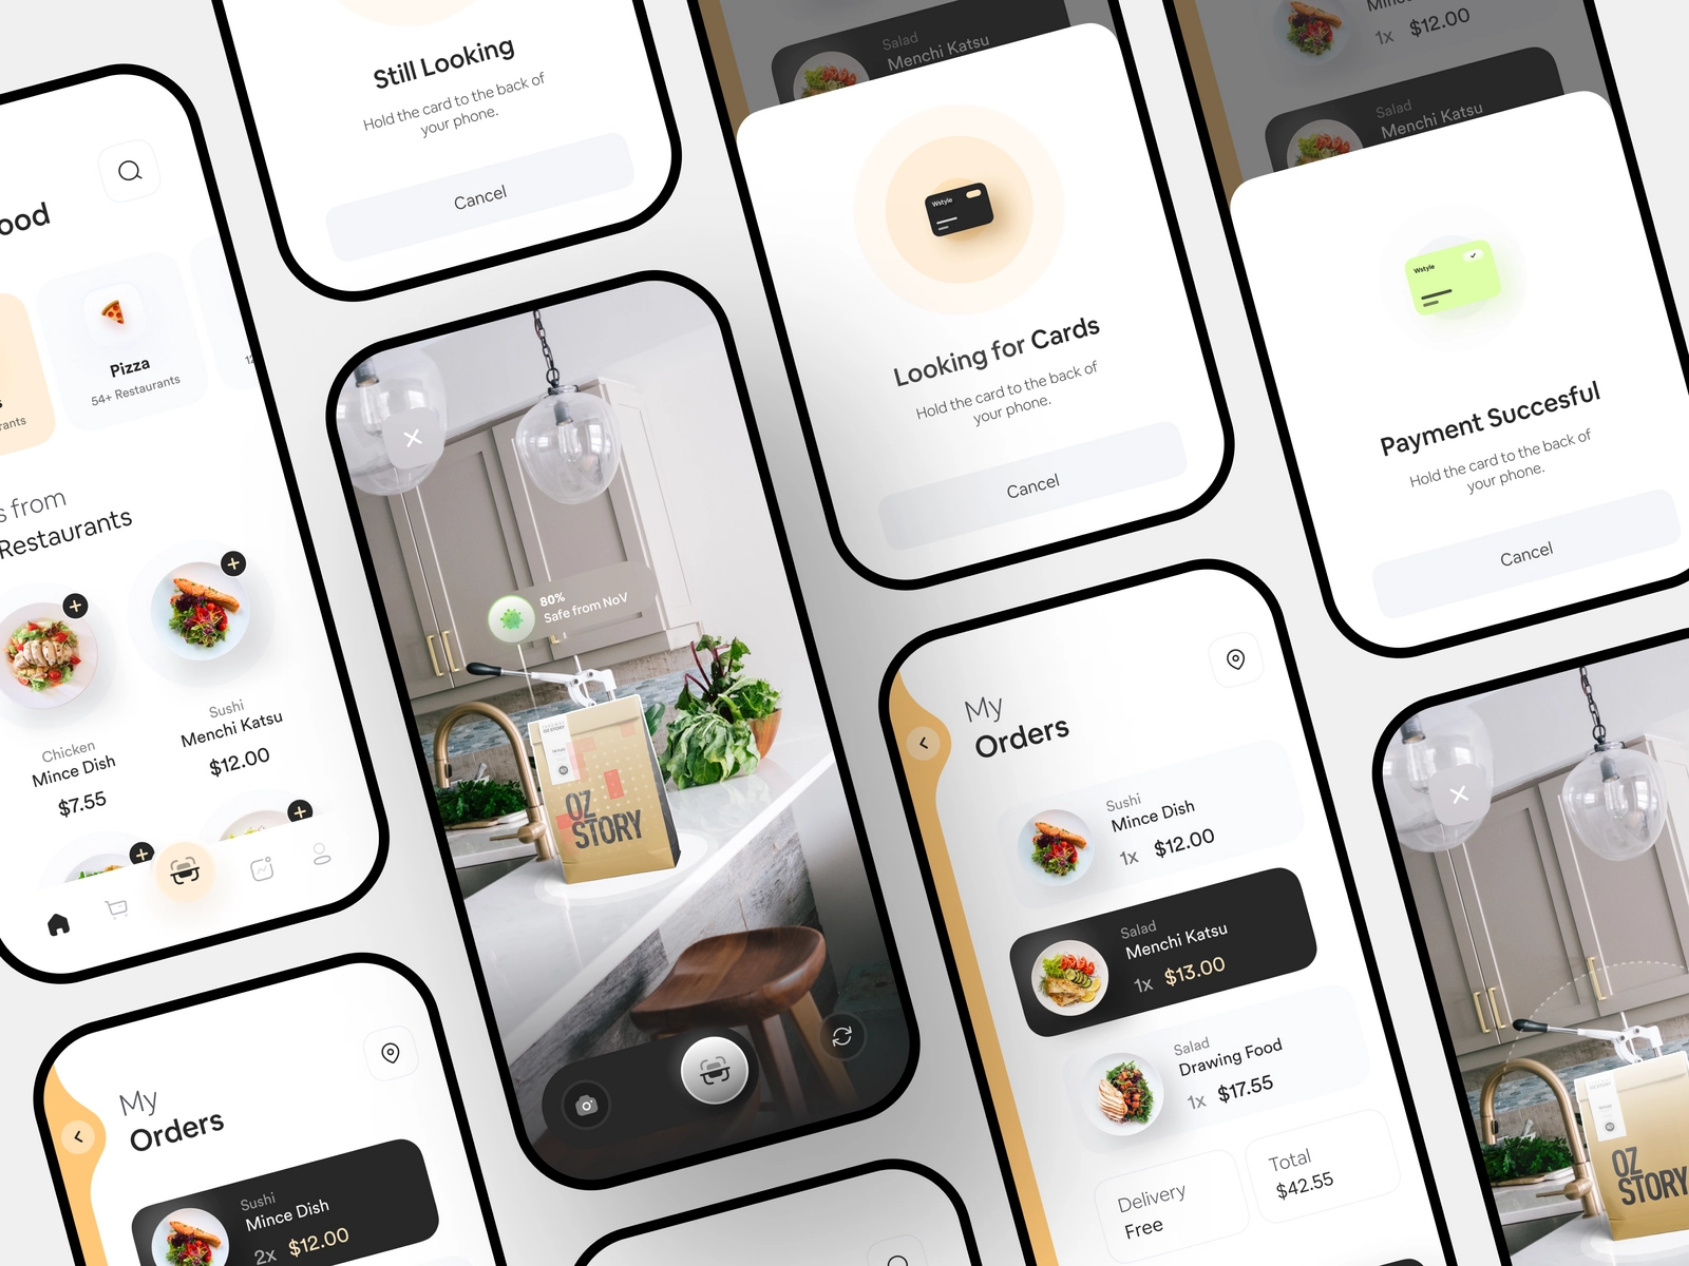 ood
Pizza
54+ Restaurants
s
rants
12
s from
Restaurants
Chicken
Mince Dish
$7.55
Sushi
Menchi Katsu
$12.00
My
Orders
Sushi
Mince Dish
2x $12.00
Still Looking
Hold the card to the back of
your phone.
Cancel
80%
Safe from NoV
OZ
STORY
Salad
Menchi Katsu
Wstyle
Looking for Cards
Hold the card to the back of
your phone.
Cancel
My
Orders
Sushi
Mince Dish
1x $12.00
Salad
Menchi Katsu
1x $13.00
Salad
Drawing Food
1x $17.55
Delivery
Free
Total
$42.55
1x $12.00
Salad
Menchi Katsu
Wstyle
Payment Succesful
Hold the card to the back of
your phone.
Cancel
OZ
STORY